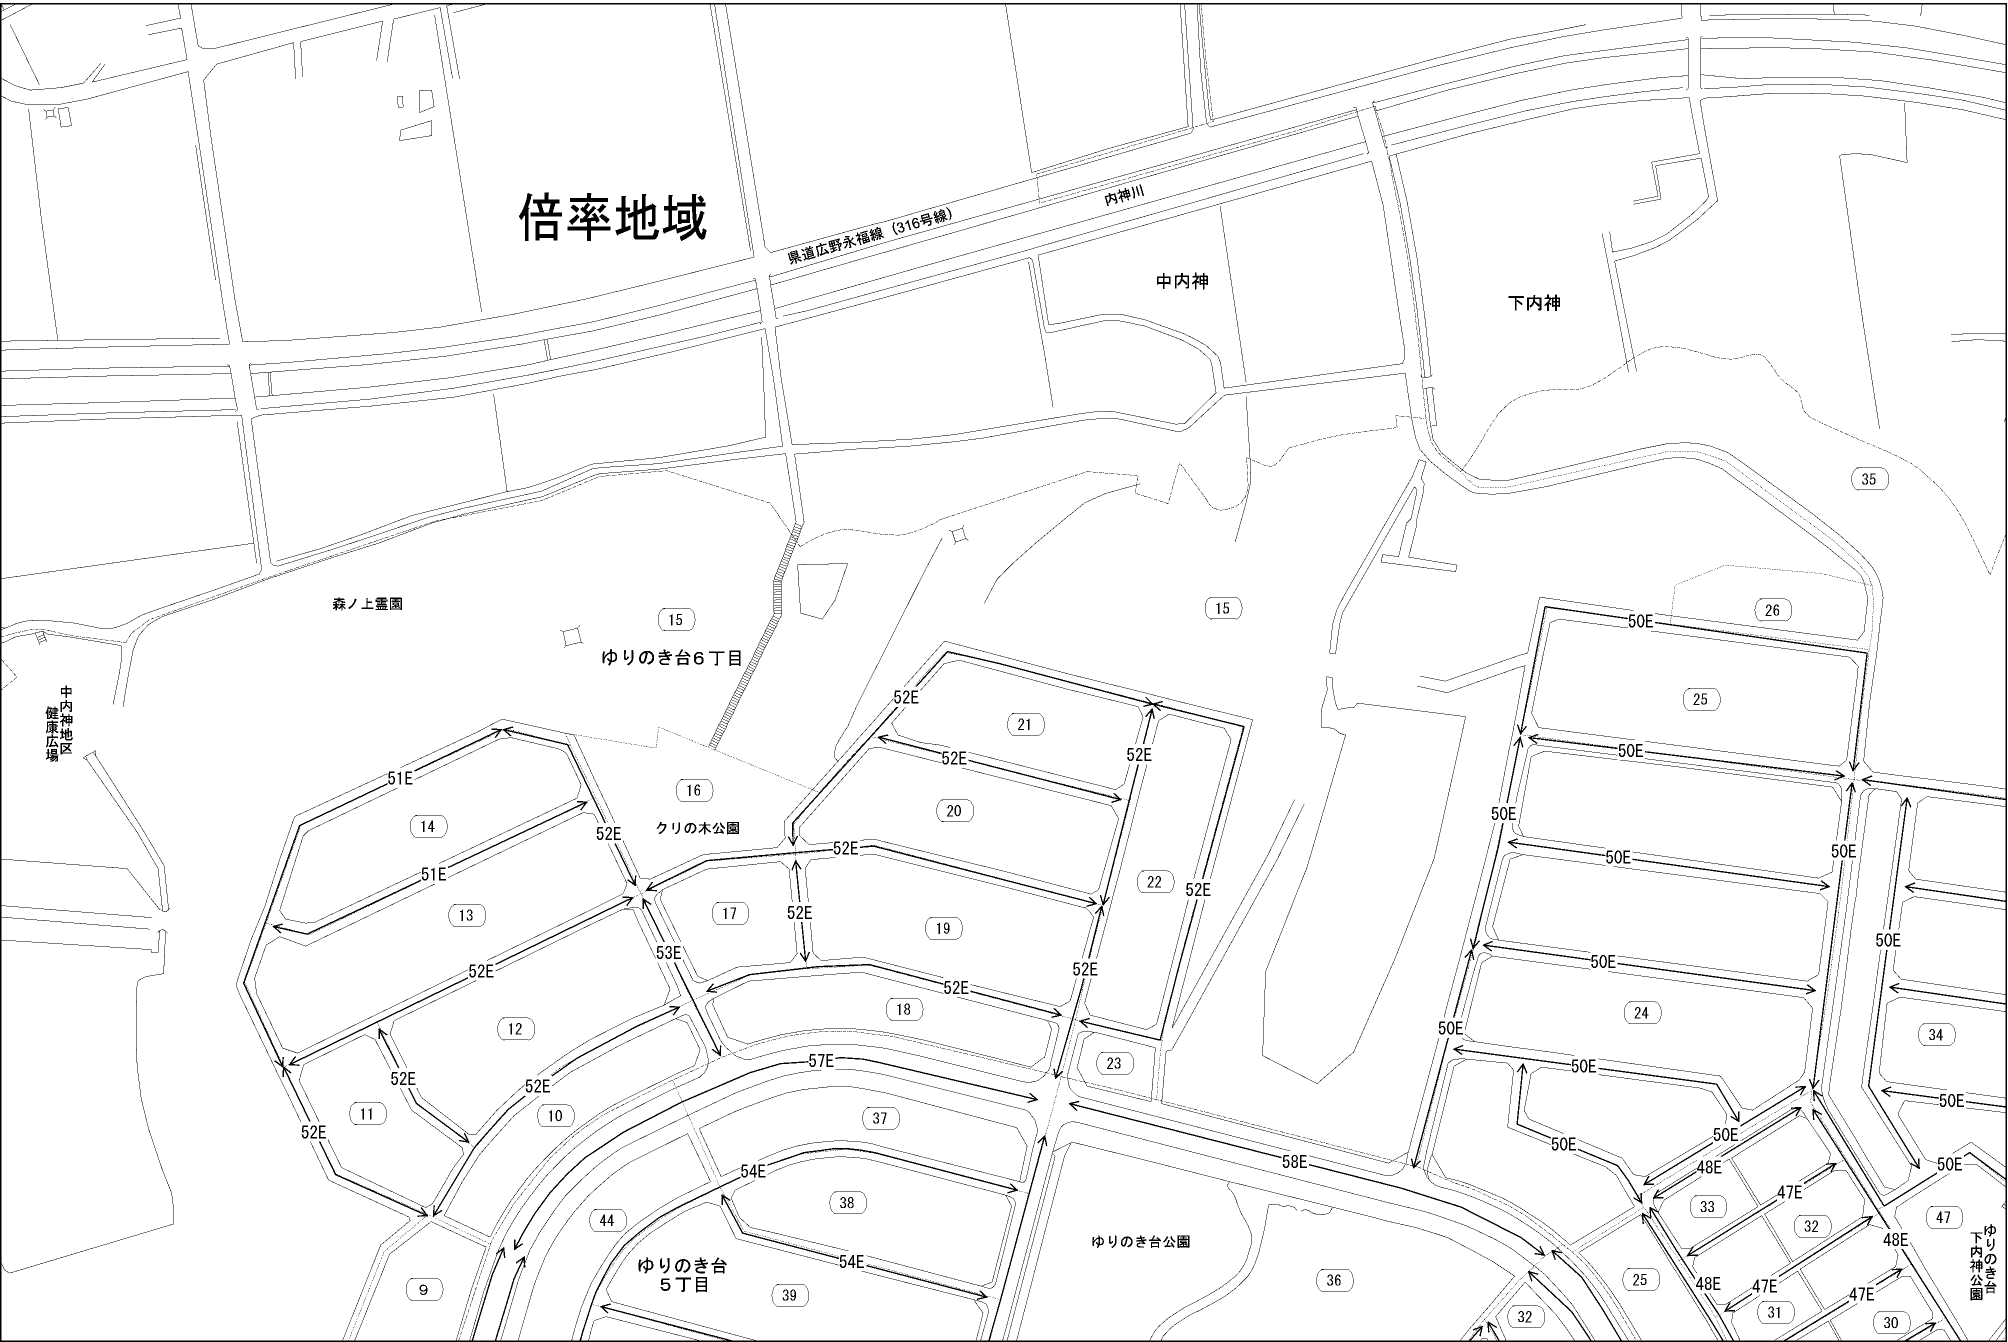 倍率地域
県道広野永福線（316号線）
内神川
中内神
下内神
35
森ノ上霊園
15
15
26
50E
ゆりのき台６丁目
中内神地区
健康広場
52E
21
25
52E
52E
50E
51E
16
20
14
クリの木公園
52E
52E
50E
50E
50E
51E
22
52E
13
17
52E
19
50E
53E
52E
52E
50E
52E
18
24
34
12
50E
57E
23
50E
52E
52E
50E
11
10
37
52E
50E
50E
58E
50E
48E
54E
47E
38
33
44
32
47
48E
ゆりのき台公園
ゆりのき台
下内神公園
54E
ゆりのき台
５丁目
36
25
48E
47E
47E
9
39
32
31
30